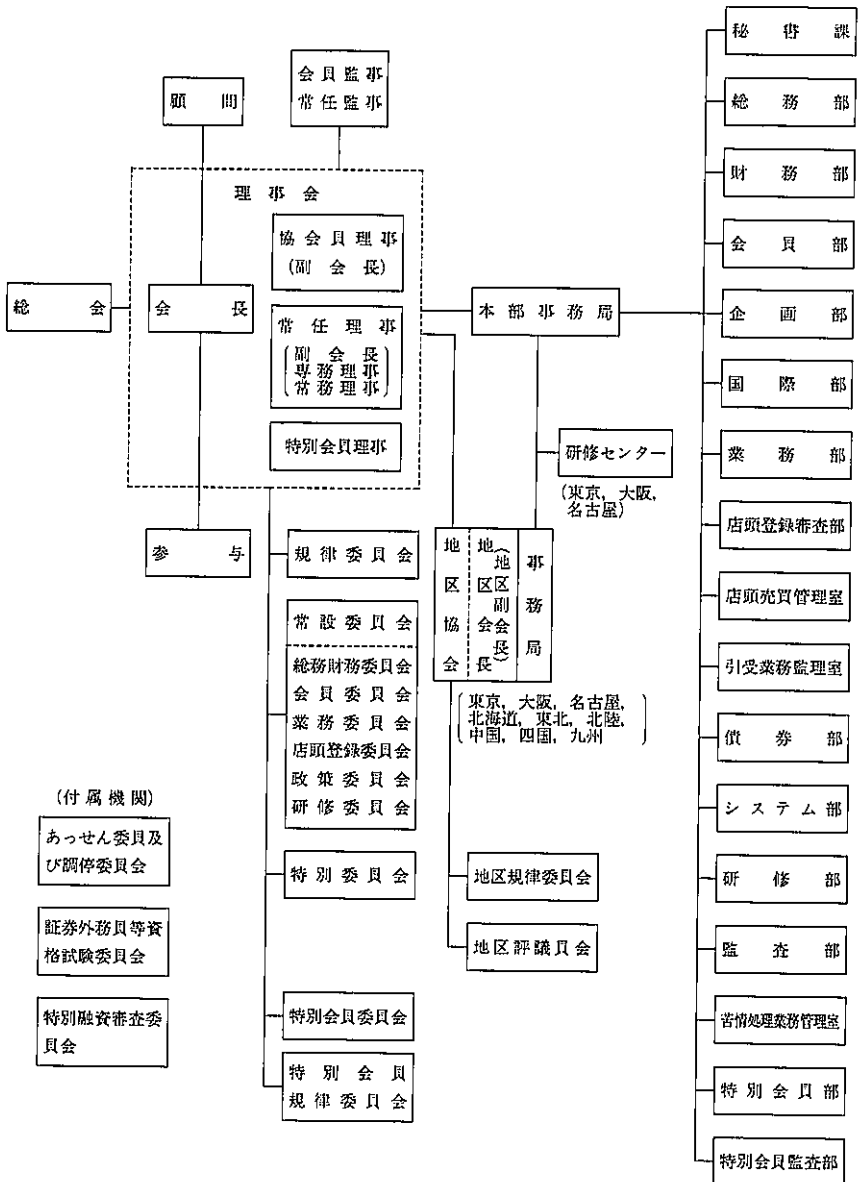 顧問
会員監事
常任監事
理事会
協会員理事
(副会長)
総会
会長
常任理事
副会長
専務理事
常務理事
特別会員理事
参与
本部事務局
研修センター
(東京，大阪，
名古屋)
規律委員会
常設委員会
総務財務委員会
会員委員会
業務委員会
店頭登録委員会
政策委員会
研修委員会
特別委員会
特別会員委員会
特別会員
規律委員会
地区協会
地区会長
(地区副会長)
事務局
東京，大阪，名古屋，
北海道，東北，北陸，
中国，四国，九州
地区規律委員会
地区評議員会
(付属機関)
あっせん委員及
び調停委員会
証券外務員等資
格試験委員会
特別融資審査委
員会
秘書課
総務部
財務部
会員部
企画部
国際部
業務部
店頭登録審査部
店頭売買管理室
引受業務監理室
債券部
システム部
研修部
監査部
苦情処理業務管理室
特別会員部
特別会員監査部